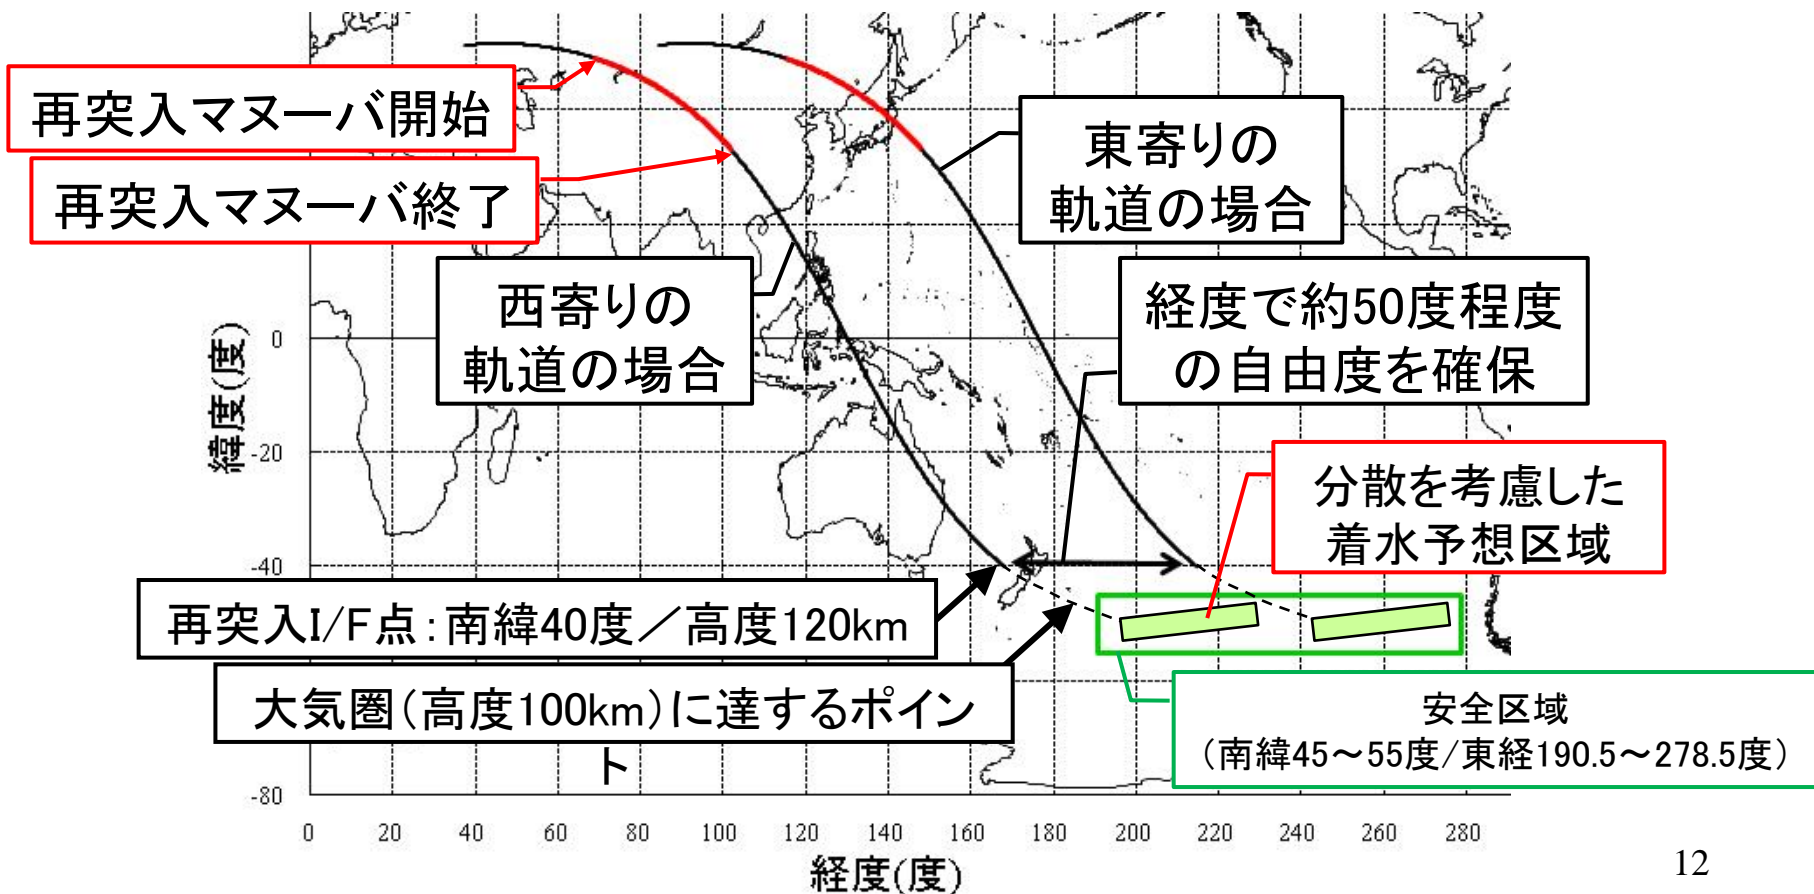 再突入マヌーバ開始
再突入マヌーバ終了
東寄りの
軌道の場合
西寄りの
軌道の場合
経度で約50度程度
の自由度を確保
分散を考慮した
着水予想区域
再突入I/F点：南緯40度／高度120km
大気圏（高度100km）に達するポイン
ト
安全区域
（南緯45～55度/東経190.5～278.5度）
緯度(度)
0
-20
-40
-80
0 20 40 60 80 100 120 140 160 180 200 220 240 260 280
経度(度)
12